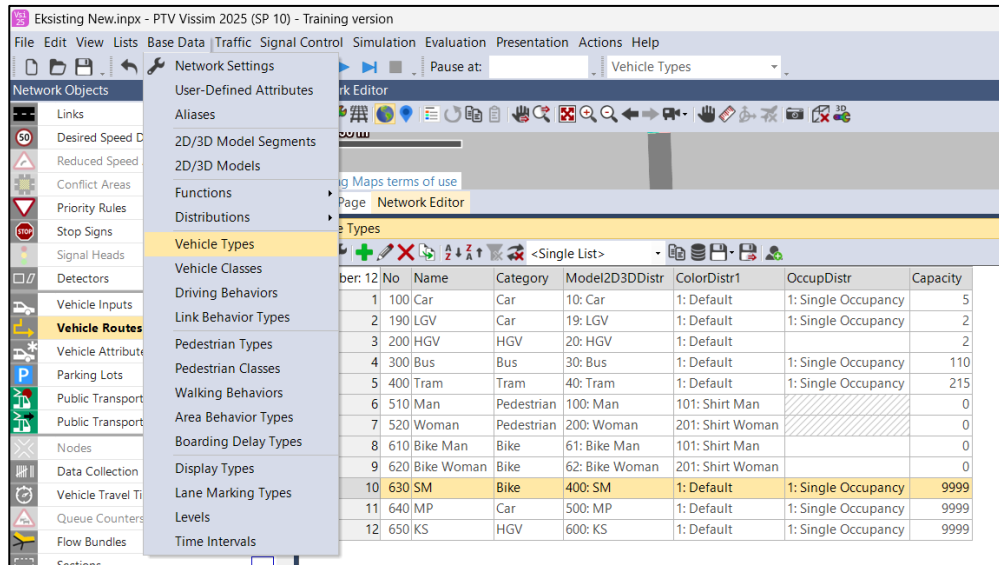 Vsi
25
Eksisting New.inpx - PTV Vissim 2025 (SP 10) - Training version
File Edit View Lists Base Data Traffic Signal Control Simulation Evaluation Presentation Actions Help
Pause at:
Vehicle Types
Network Objects
Links
50
Desired Speed D
Reduced Speed
Conflict Areas
Priority Rules
STOP
Stop Signs
Signal Heads
Detectors
Vehicle Inputs
Vehicle Routes
Vehicle Attribute
P
Parking Lots
Public Transport
Public Transport
Nodes
Data Collection
Vehicle Travel Ti
Queue Counters
Flow Bundles
Sections
Network Settings
User-Defined Attributes
Aliases
2D/3D Model Segments
2D/3D Models
Functions
Distributions
Vehicle Types
Vehicle Classes
Driving Behaviors
Link Behavior Types
Pedestrian Types
Pedestrian Classes
Walking Behaviors
Area Behavior Types
Boarding Delay Types
Display Types
Lane Marking Types
Levels
Time Intervals
rk Editor
3D
g Maps terms of use
Page Network Editor
e Types
<Single List>
ber: 12 No Name Category Model2D3DDistr ColorDistr1 OccupDistr Capacity
1 100 Car Car 10: Car 1: Default 1: Single Occupancy 5
2 190 LGV Car 19: LGV 1: Default 1: Single Occupancy 2
3 200 HGV HGV 20: HGV 1: Default 2
4 300 Bus Bus 30: Bus 1: Default 1: Single Occupancy 110
5 400 Tram Tram 40: Tram 1: Default 1: Single Occupancy 215
6 510 Man Pedestrian 100: Man 101: Shirt Man 0
7 520 Woman Pedestrian 200: Woman 201: Shirt Woman 0
8 610 Bike Man Bike 61: Bike Man 101: Shirt Man 0
9 620 Bike Woman Bike 62: Bike Woman 201: Shirt Woman 0
10 630 SM Bike 400: SM 1: Default 1: Single Occupancy 9999
11 640 MP Car 500: MP 1: Default 1: Single Occupancy 9999
12 650 KS HGV 600: KS 1: Default 1: Single Occupancy 9999